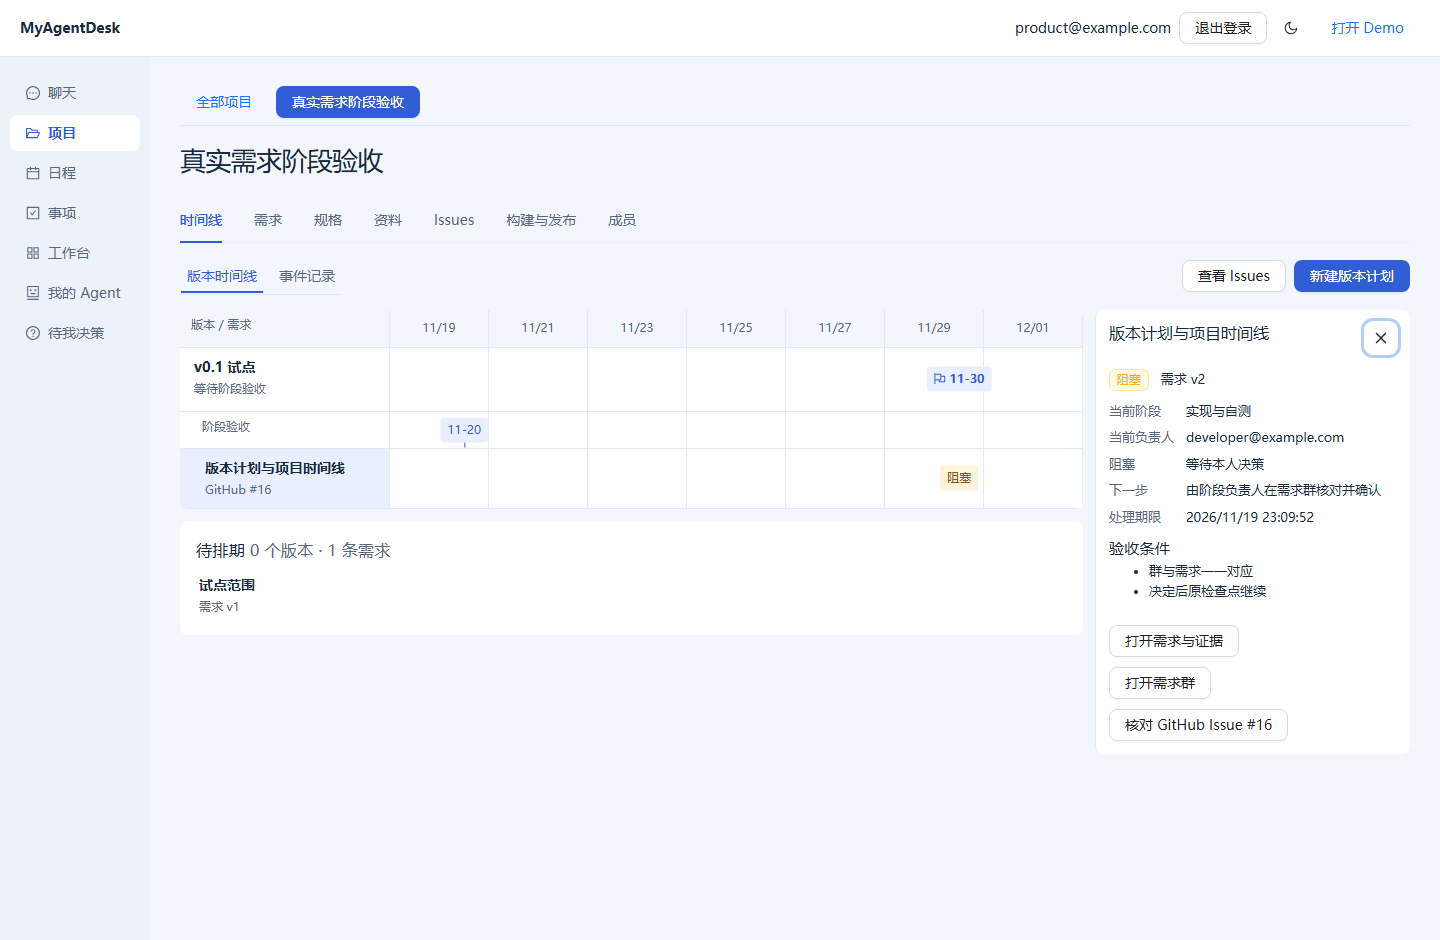 MyAgentDesk
product@example.com 退出登录 打开 Demo
聊天
项目
日程
事项
工作台
我的 Agent
待我决策
全部项目 真实需求阶段验收
真实需求阶段验收
时间线 需求 规格 资料 Issues 构建与发布 成员
版本时间线 事件记录
查看 Issues 新建版本计划
版本 / 需求 11/19 11/21 11/23 11/25 11/27 11/29 12/01
v0.1 试点
等待阶段验收
11-30
阶段验收
11-20
版本计划与项目时间线
GitHub #16
阻塞
待排期 0 个版本 · 1 条需求
试点范围
需求 v1
版本计划与项目时间线
阻塞 需求 v2
当前阶段 实现与自测
当前负责人 developer@example.com
阻塞 等待本人决策
下一步 由阶段负责人在需求群核对并确认
处理期限 2026/11/19 23:09:52
验收条件
• 群与需求一一对应
• 决定后原检查点继续
打开需求与证据
打开需求群
核对 GitHub Issue #16